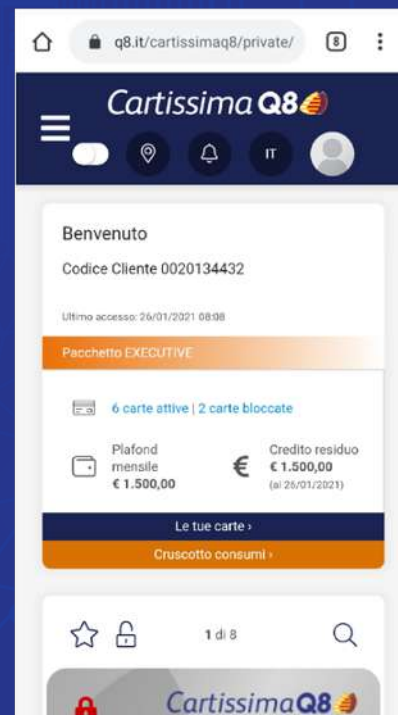 q8.it/cartissimaq8/private/
8
Cartissima Q8
IT
Benvenuto
Codice Cliente 0020134432
Ultimo accesso: 26/01/2021 08:08
Pacchetto EXECUTIVE
6 carte attive | 2 carte bloccate
Plafond
mensile
€ 1.500,00
€
Credito residuo
€ 1.500,00
(al 26/01/2021)
Le tue carte ›
Cruscotto consumi ›
1 di 8
Cartissima Q8